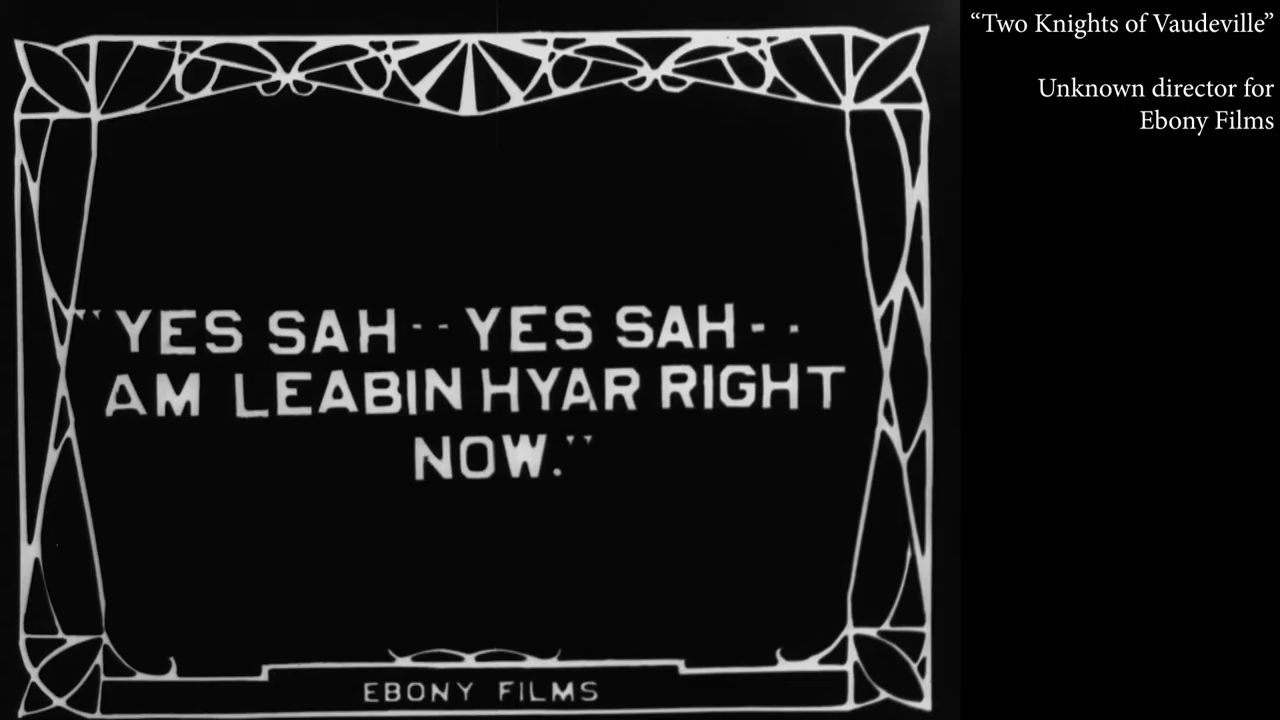 "YES SAH--YES SAH--
AM LEABIN HYAR RIGHT
NOW."
EBONY FILMS
“Two Knights of Vaudeville”
Unknown director for
Ebony Films